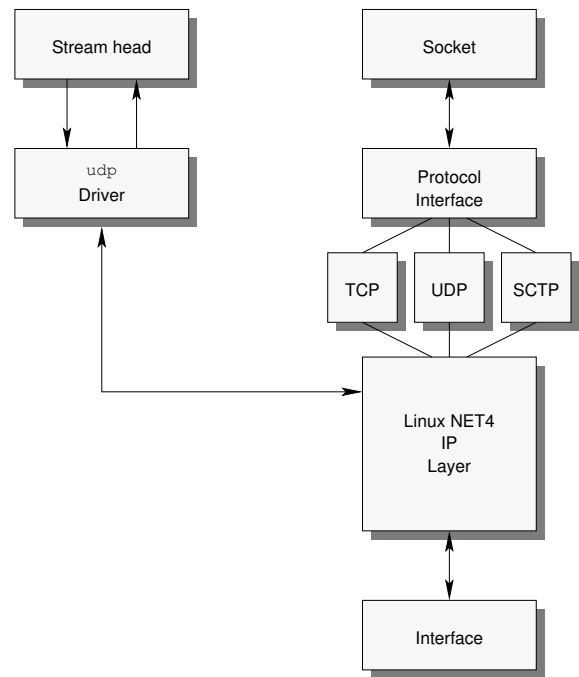 Stream head
Socket
udp
Driver
Protocol
Interface
TCP
UDP
SCTP
Linux NET4
IP
Layer
Interface